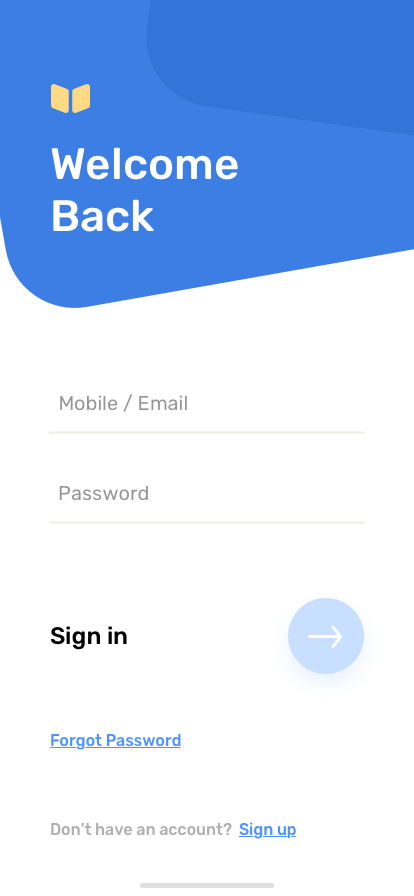 Welcome
Back
Mobile / Email
Password
Sign in
Forgot Password
Don’t have an account? Sign up